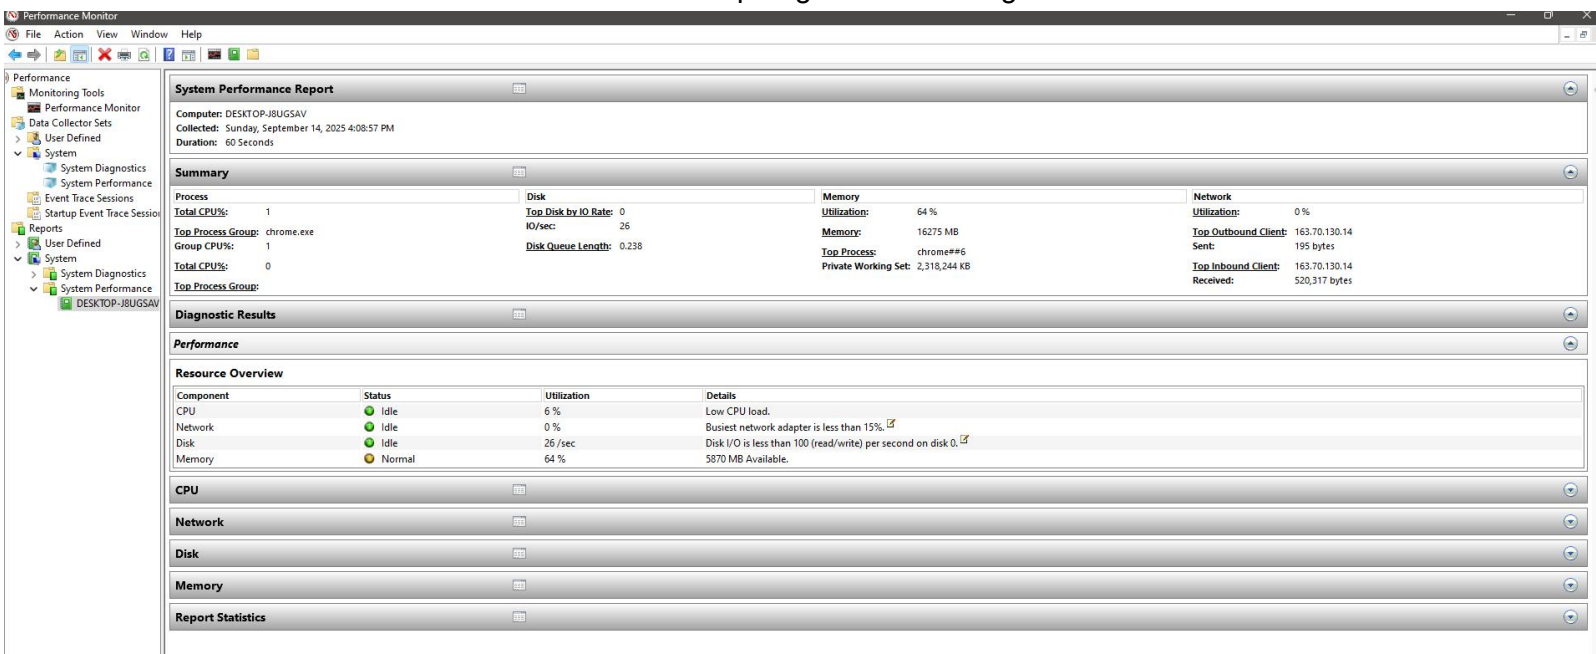 Performance Monitor
File Action View Window Help
Performance
Monitoring Tools
Performance Monitor
Data Collector Sets
User Defined
System
System Diagnostics
System Performance
Event Trace Sessions
Startup Event Trace Session
Reports
User Defined
System
System Diagnostics
System Performance
DESKTOP-J8UGSAV
System Performance Report
Computer: DESKTOP-J8UGSAV
Collected: Sunday, September 14, 2025 4:08:57 PM
Duration: 60 Seconds
Summary
Process Disk Memory Network
Total CPU%: 1 Top Disk by IO Rate: 0 Utilization: 64 % Utilization: 0 %
IO/sec: 26
Top Process Group: chrome.exe Memory: 16275 MB Top Outbound Client: 163.70.130.14
Group CPU%: 1 Disk Queue Length: 0.238 Sent: 195 bytes
Top Process: chrome##6
Total CPU%: 0 Private Working Set: 2,318,244 KB Top Inbound Client: 163.70.130.14
Received: 520,317 bytes
Top Process Group:
Diagnostic Results
Performance
Resource Overview
Component Status Utilization Details
CPU Idle 6 % Low CPU load.
Network Idle 0 % Busiest network adapter is less than 15%.
Disk Idle 26 /sec Disk I/O is less than 100 (read/write) per second on disk 0.
Memory Normal 64 % 5870 MB Available.
CPU
Network
Disk
Memory
Report Statistics